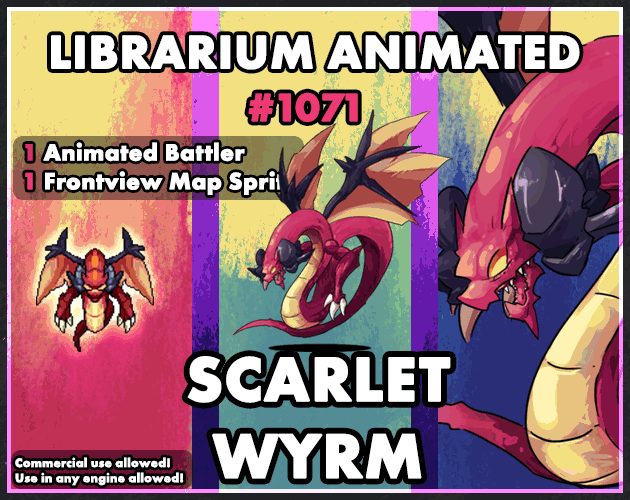 LIBRARIUM ANIMATED
#1071
1 Animated Battler
1 Frontview Map
SCARLET
WYRM
Commercial use allowed!
Use in any engine allowed!